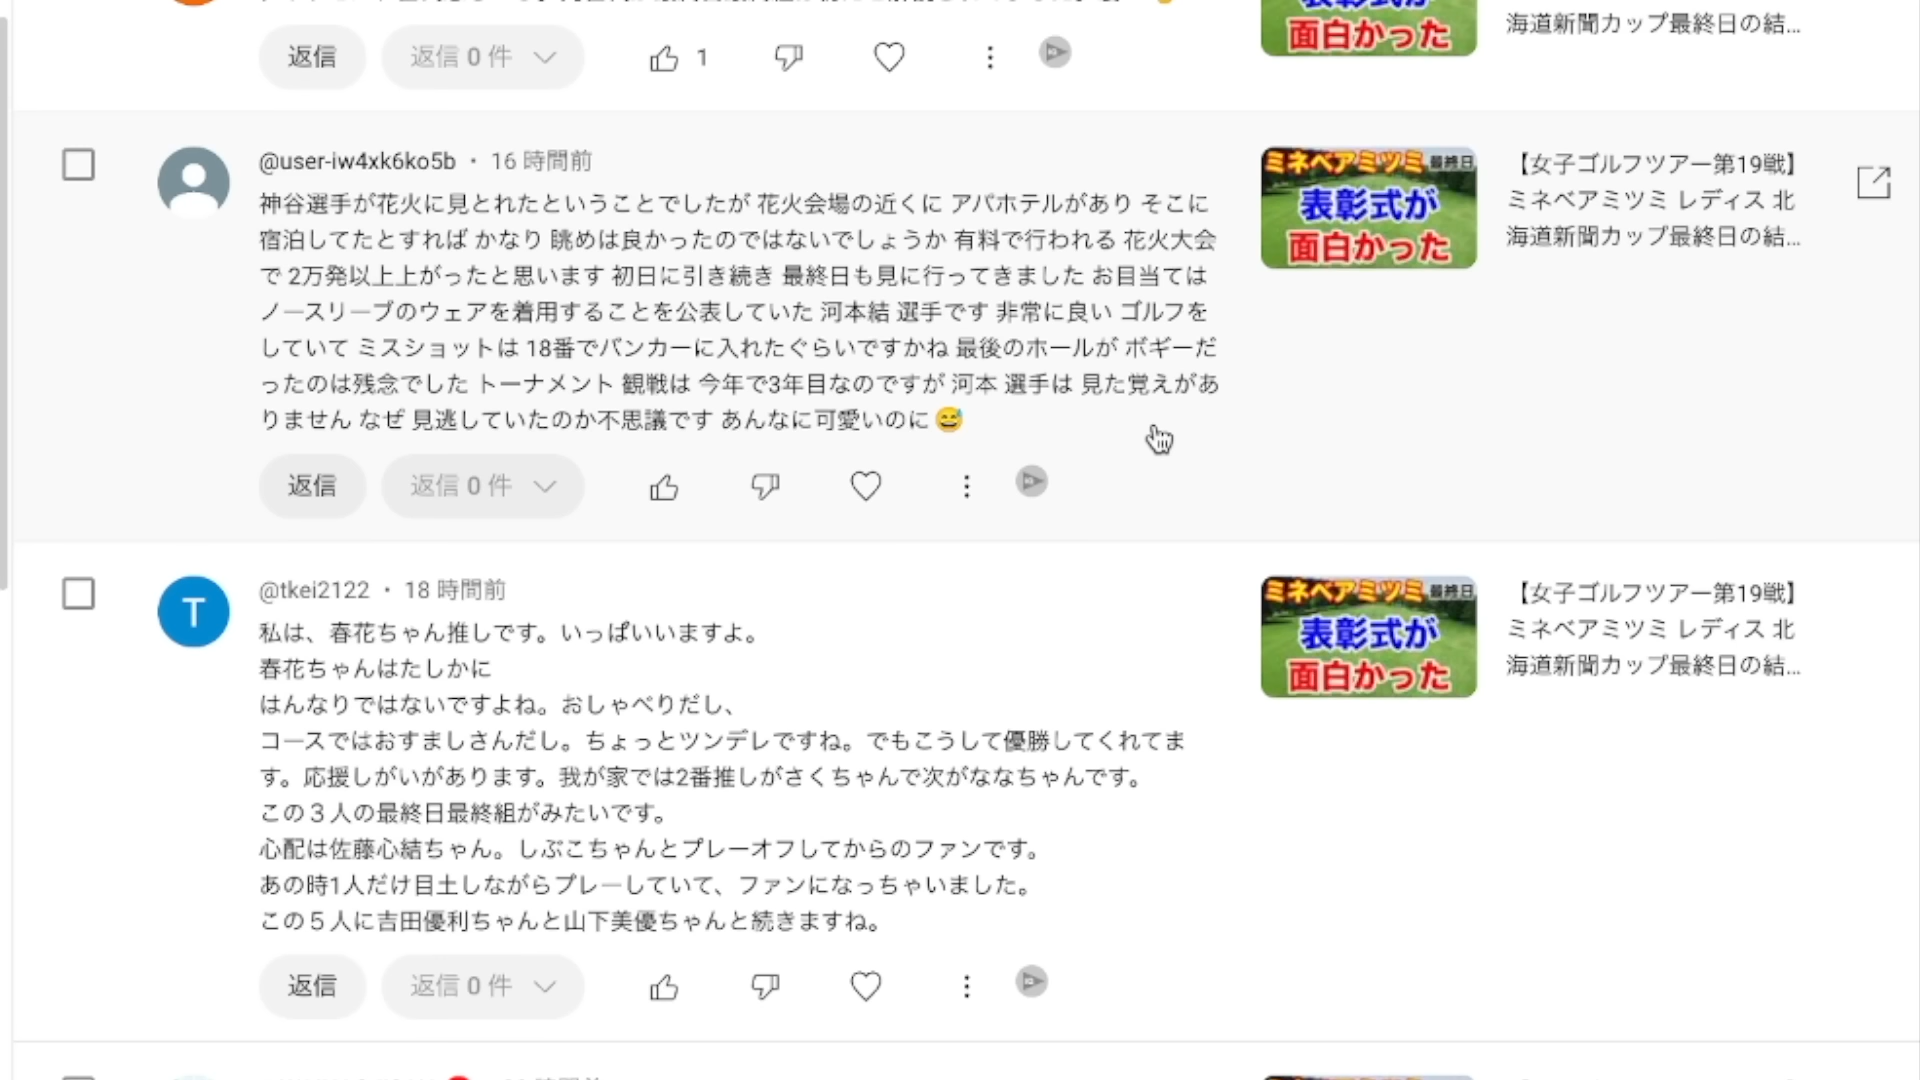 返信
返信 0 件
1
表彰式が
面白かった
海道新聞カップ最終日の結...
@user-iw4xk6ko5b ・ 16 時間前
神谷選手が花火に見とれたということでしたが 花火会場の近くに アパホテルがあり そこに
宿泊してたとすれば かなり 眺めは良かったのではないでしょうか 有料で行われる 花火大会
で 2万発以上上がったと思います 初日に引き続き 最終日も見に行ってきました お目当ては
ノースリーブのウェアを着用することを公表していた 河本結 選手です 非常に良い ゴルフを
していて ミスショットは 18番でバンカーに入れたぐらいですかね 最後のホールが ボギーだ
ったのは残念でした トーナメント 観戦は 今年で3年目なのですが 河本 選手は 見た覚えがあ
りません なぜ 見逃していたのか不思議です あんなに可愛いのに 😅
返信
返信 0 件
ミネベアミツミ 最終日
表彰式が
面白かった
【女子ゴルフツアー第19戦】
ミネベアミツミ レディス 北
海道新聞カップ最終日の結...
T
@tkei2122 ・ 18 時間前
私は、春花ちゃん推しです。いっぱいいますよ。
春花ちゃんはたしかに
はんなりではないですよね。おしゃべりだし、
コースではおすましさんだし。ちょっとツンデレですね。でもこうして優勝してくれてま
す。応援しがいがあります。我が家では2番推しがさくちゃんで次がななちゃんです。
この３人の最終日最終組がみたいです。
心配は佐藤心結ちゃん。しぶこちゃんとプレーオフしてからのファンです。
あの時1人だけ目土しながらプレーしていて、ファンになっちゃいました。
この５人に吉田優利ちゃんと山下美優ちゃんと続きますね。
返信
返信 0 件
ミネベアミツミ 最終日
表彰式が
面白かった
【女子ゴルフツアー第19戦】
ミネベアミツミ レディス 北
海道新聞カップ最終日の結...